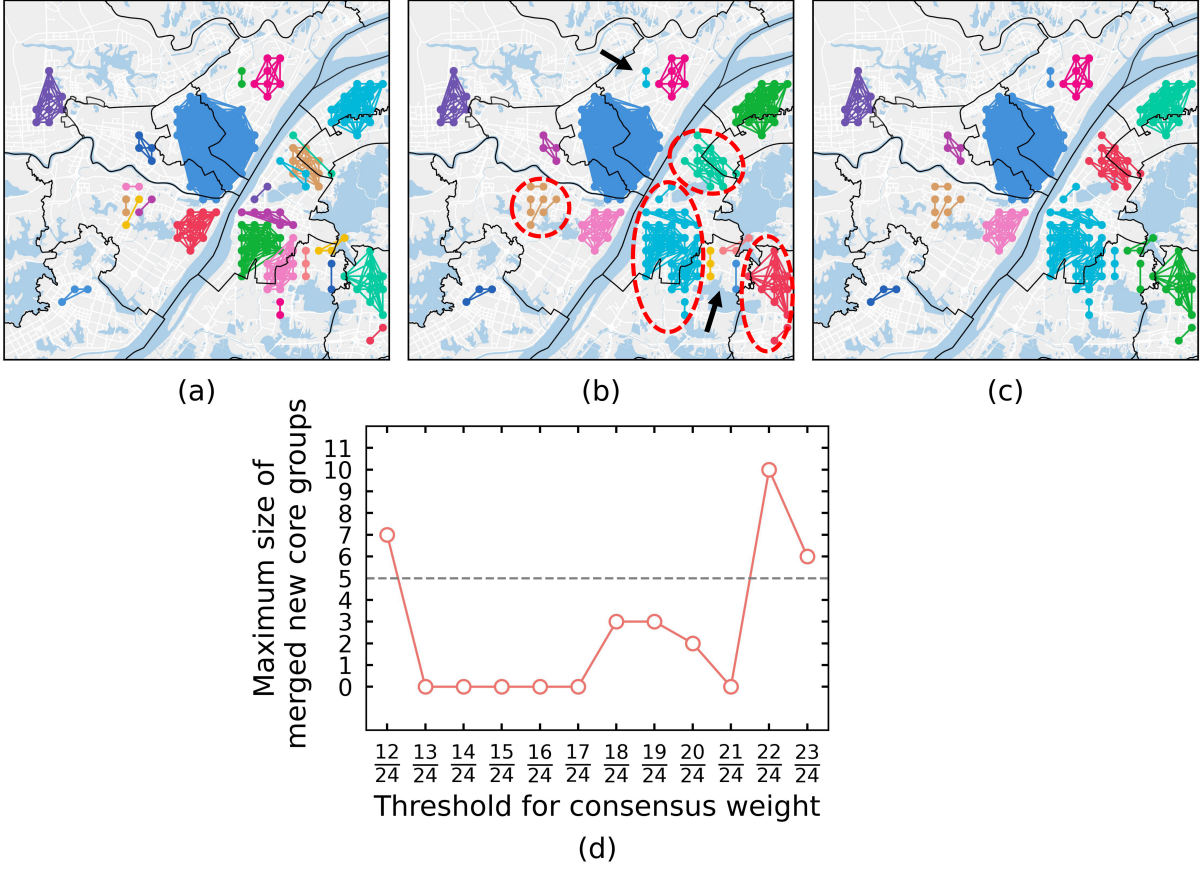 (a)
(b)
(c)
Maximum size of
merged new core groups
11
10
9
8
7
6
5
4
3
2
1
0
12/24 13/24 14/24 15/24 16/24 17/24 18/24 19/24 20/24 21/24 22/24 23/24
Threshold for consensus weight
(d)